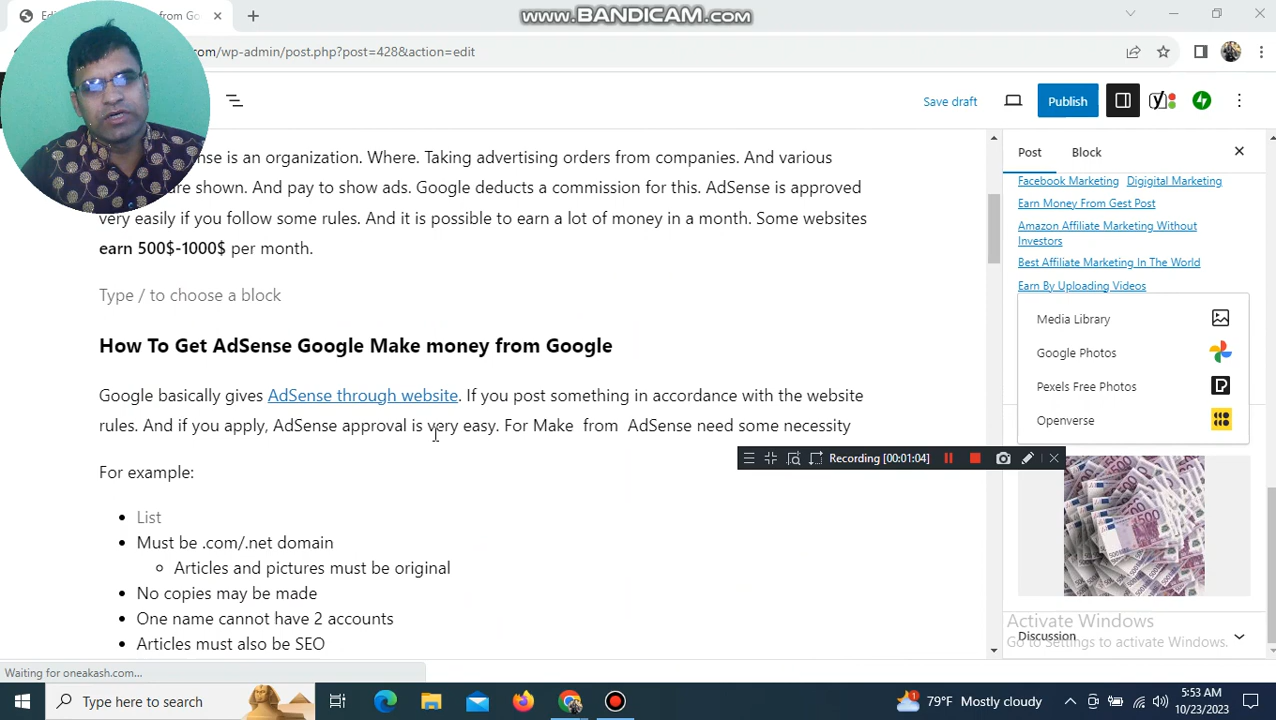 www.BANDICAM.com
Edi
from Go
com/wp-admin/post.php?post=428&action=edit
Save draft
Publish
Post
Block
nse is an organization. Where. Taking advertising orders from companies. And various
are shown. And pay to show ads. Google deducts a commission for this. AdSense is approved
very easily if you follow some rules. And it is possible to earn a lot of money in a month. Some websites
earn 500$-1000$ per month.
Type / to choose a block
How To Get AdSense Google Make money from Google
Google basically gives AdSense through website. If you post something in accordance with the website
rules. And if you apply, AdSense approval is very easy. For Make from AdSense need some necessity
For example:
List
Must be .com/.net domain
Articles and pictures must be original
No copies may be made
One name cannot have 2 accounts
Articles must also be SEO
Facebook Marketing Digigital Marketing
Earn Money From Gest Post
Amazon Affiliate Marketing Without
Investors
Best Affiliate Marketing In The World
Earn By Uploading Videos
Media Library
Google Photos
Pexels Free Photos
Openverse
Recording [00:01:04]
Activate Windows
Go to Settings to activate Windows.
Discussion
Waiting for oneakash.com...
Type here to search
79°F Mostly cloudy
5:53 AM
10/23/2023